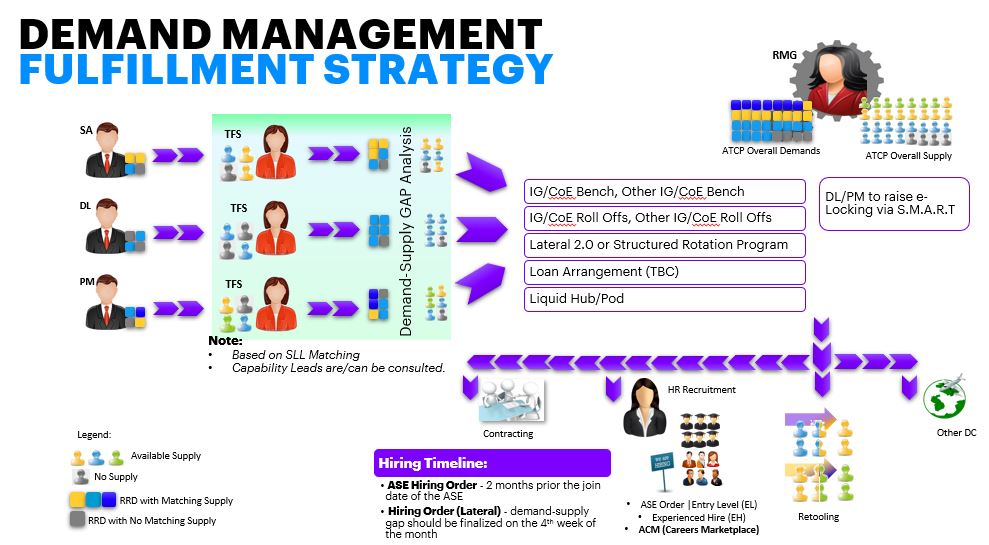 DEMAND MANAGEMENT
FULFILLMENT STRATEGY
RMG
ATCP Overall Demands
ATCP Overall Supply
SA
TFS
DL
TFS
PM
TFS
Demand-Supply GAP Analysis
IG/CoE Bench, Other IG/CoE Bench
IG/CoE Roll Offs, Other IG/CoE Roll Offs
Lateral 2.0 or Structured Rotation Program
Loan Arrangement (TBC)
Liquid Hub/Pod
DL/PM to raise e-
Locking via S.M.A.R.T
Note:
• Based on SLL Matching
• Capability Leads are/can be consulted.
Contracting
HR Recruitment
WE ARE
HIRING
• ASE Order |Entry Level (EL)
• Experienced Hire (EH)
• ACM (Careers Marketplace)
Retooling
Other DC
Legend:
Available Supply
No Supply
RRD with Matching Supply
RRD with No Matching Supply
Hiring Timeline:
• ASE Hiring Order - 2 months prior the join
date of the ASE
• Hiring Order (Lateral) - demand-supply
gap should be finalized on the 4th week of
the month